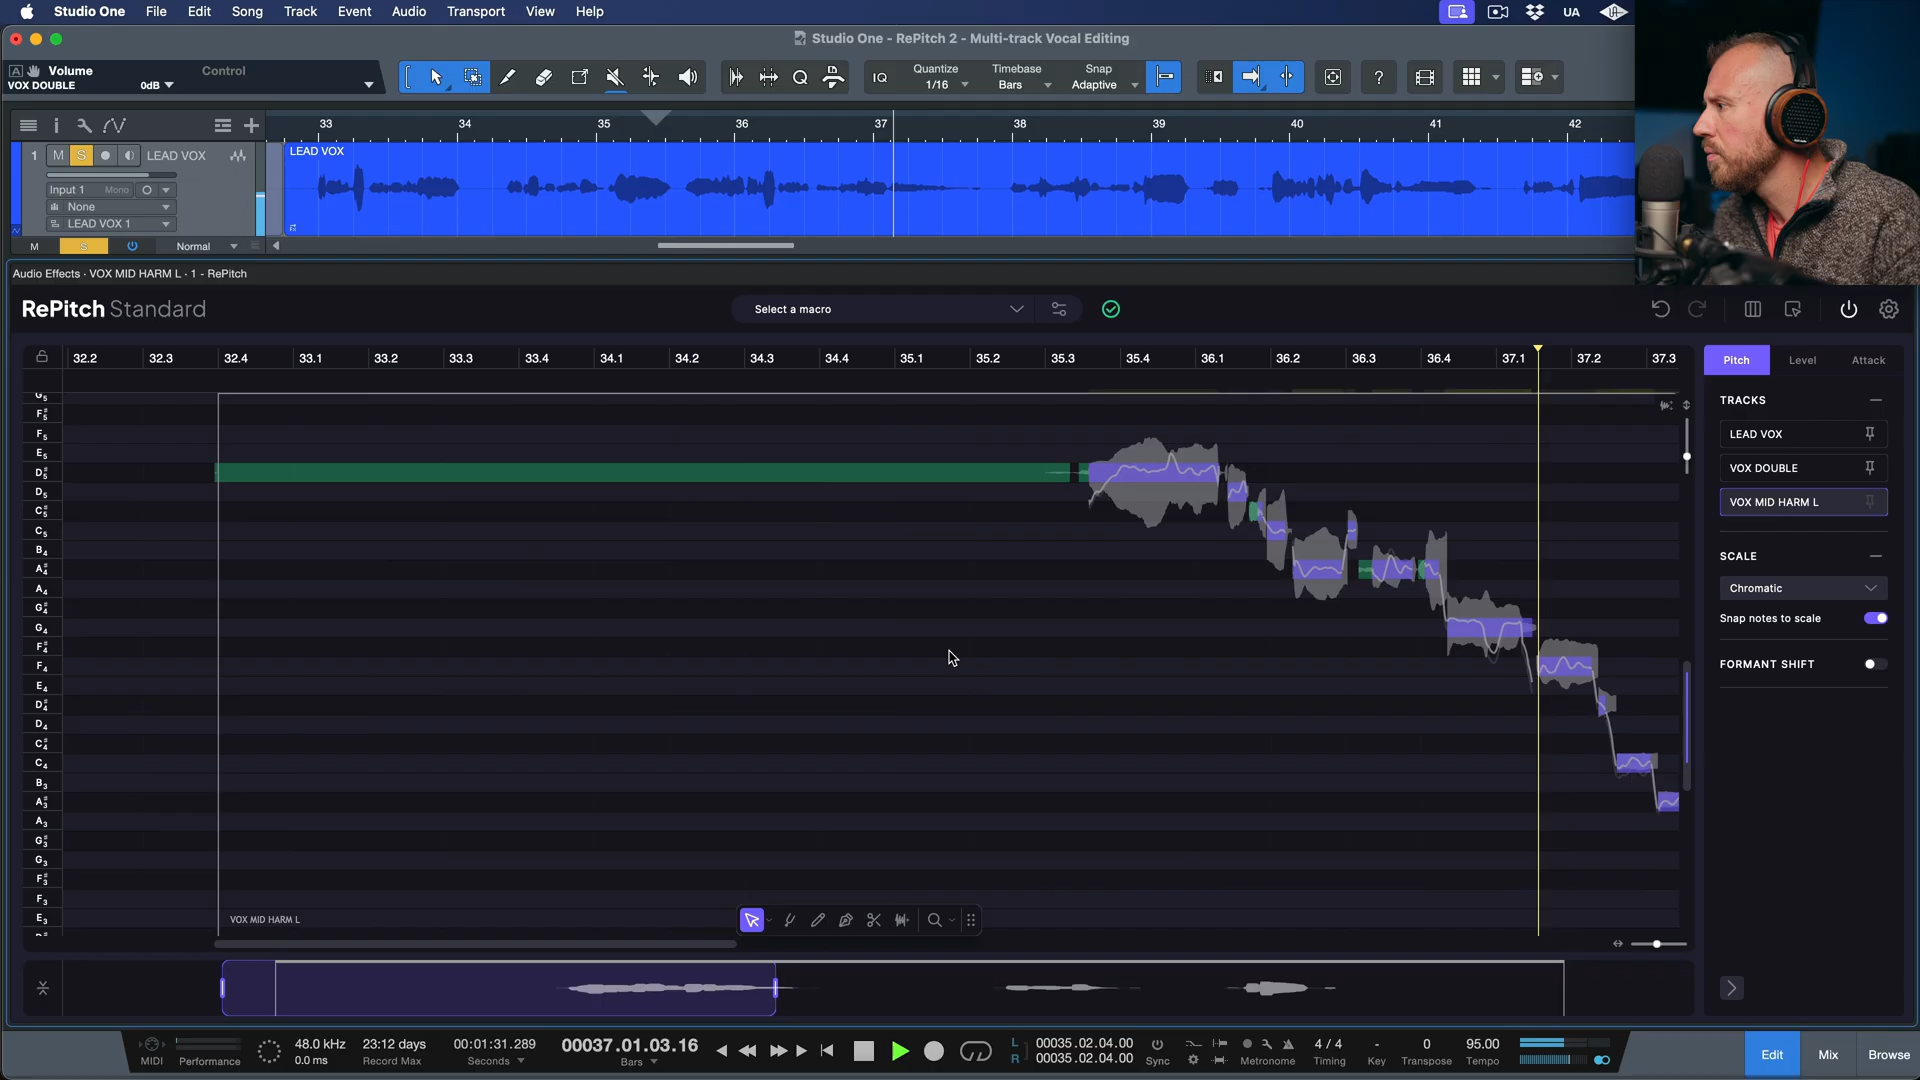 Studio One File Edit Song Track Event Audio Transport View Help
UA
Studio One - RePitch 2 - Multi-track Vocal Editing
A Volume Control
VOX DOUBLE 0dB
IQ Quantize 1/16 Timebase Bars Snap Adaptive ?
33 34 35 36 37 38 39 40 41 42
1 M S LEAD VOX
LEAD VOX
Input 1 Mono
None
LEAD VOX 1
M S Normal
Audio Effects · VOX MID HARM L · 1 - RePitch
RePitch Standard
Select a macro
32.2 32.3 32.4 33.1 33.2 33.3 33.4 34.1 34.2 34.3 34.4 35.1 35.2 35.3 35.4 36.1 36.2 36.3 36.4 37.1 37.2 37.3
Pitch Level Attack
TRACKS
LEAD VOX
VOX DOUBLE
VOX MID HARM L
SCALE
Chromatic
Snap notes to scale
FORMANT SHIFT
G5
F#5
F5
E5
D#5
D5
C#5
C5
B4
A#4
A4
G#4
G4
F#4
F4
E4
D#4
D4
C#4
C4
B3
A#3
A3
G#3
G3
F#3
F3
E3
VOX MID HARM L
MIDI Performance
48.0 kHz
0.0 ms
23:12 days
Record Max
00:01:31.289
Seconds
00037.01.03.16
Bars
L 00035.02.04.00
R 00035.02.04.00
Sync
Metronome
4 / 4
Timing
-
Key
0
Transpose
95.00
Tempo
Edit Mix Browse